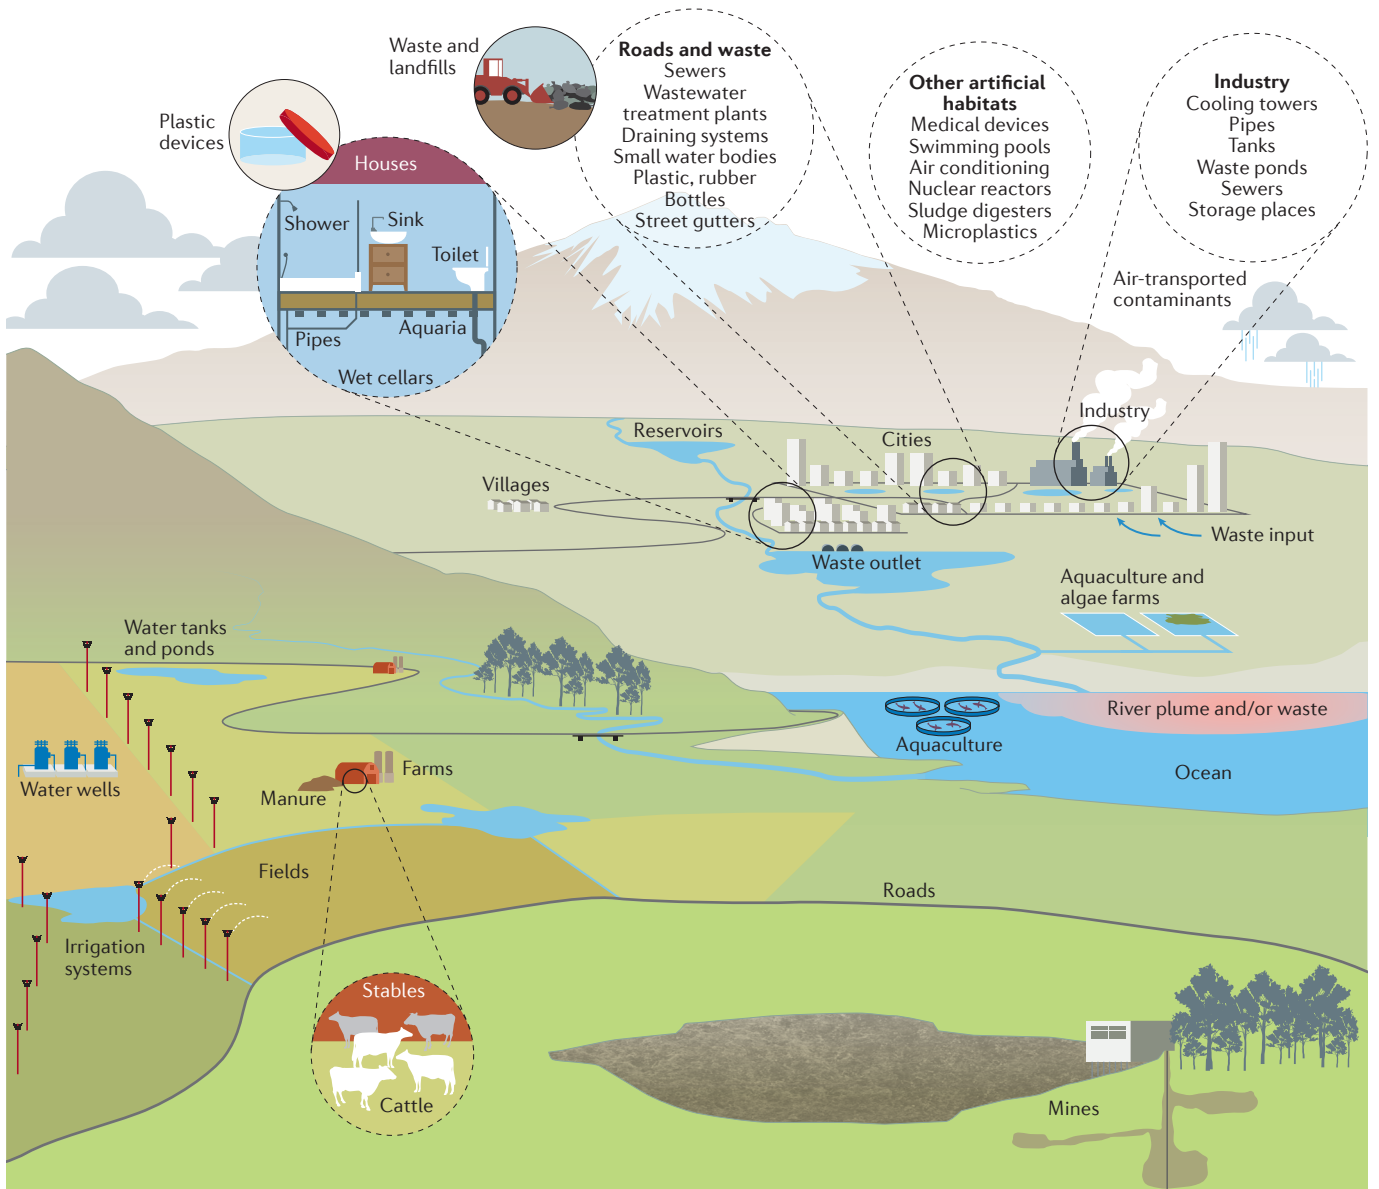 Waste and
landfills
Roads and waste
Sewers
Wastewater
treatment plants
Draining systems
Small water bodies
Plastic, rubber
Bottles
Street gutters
Other artificial
habitats
Medical devices
Swimming pools
Air conditioning
Nuclear reactors
Sludge digesters
Microplastics
Industry
Cooling towers
Pipes
Tanks
Waste ponds
Sewers
Storage places
Plastic
devices
Houses
Shower
Sink
Toilet
Pipes
Aquaria
Wet cellars
Air-transported
contaminants
Reservoirs
Cities
Industry
Villages
Waste input
Waste outlet
Aquaculture and
algae farms
Water tanks
and ponds
River plume and/or waste
Aquaculture
Ocean
Water wells
Farms
Manure
Fields
Roads
Irrigation
systems
Stables
Cattle
Mines